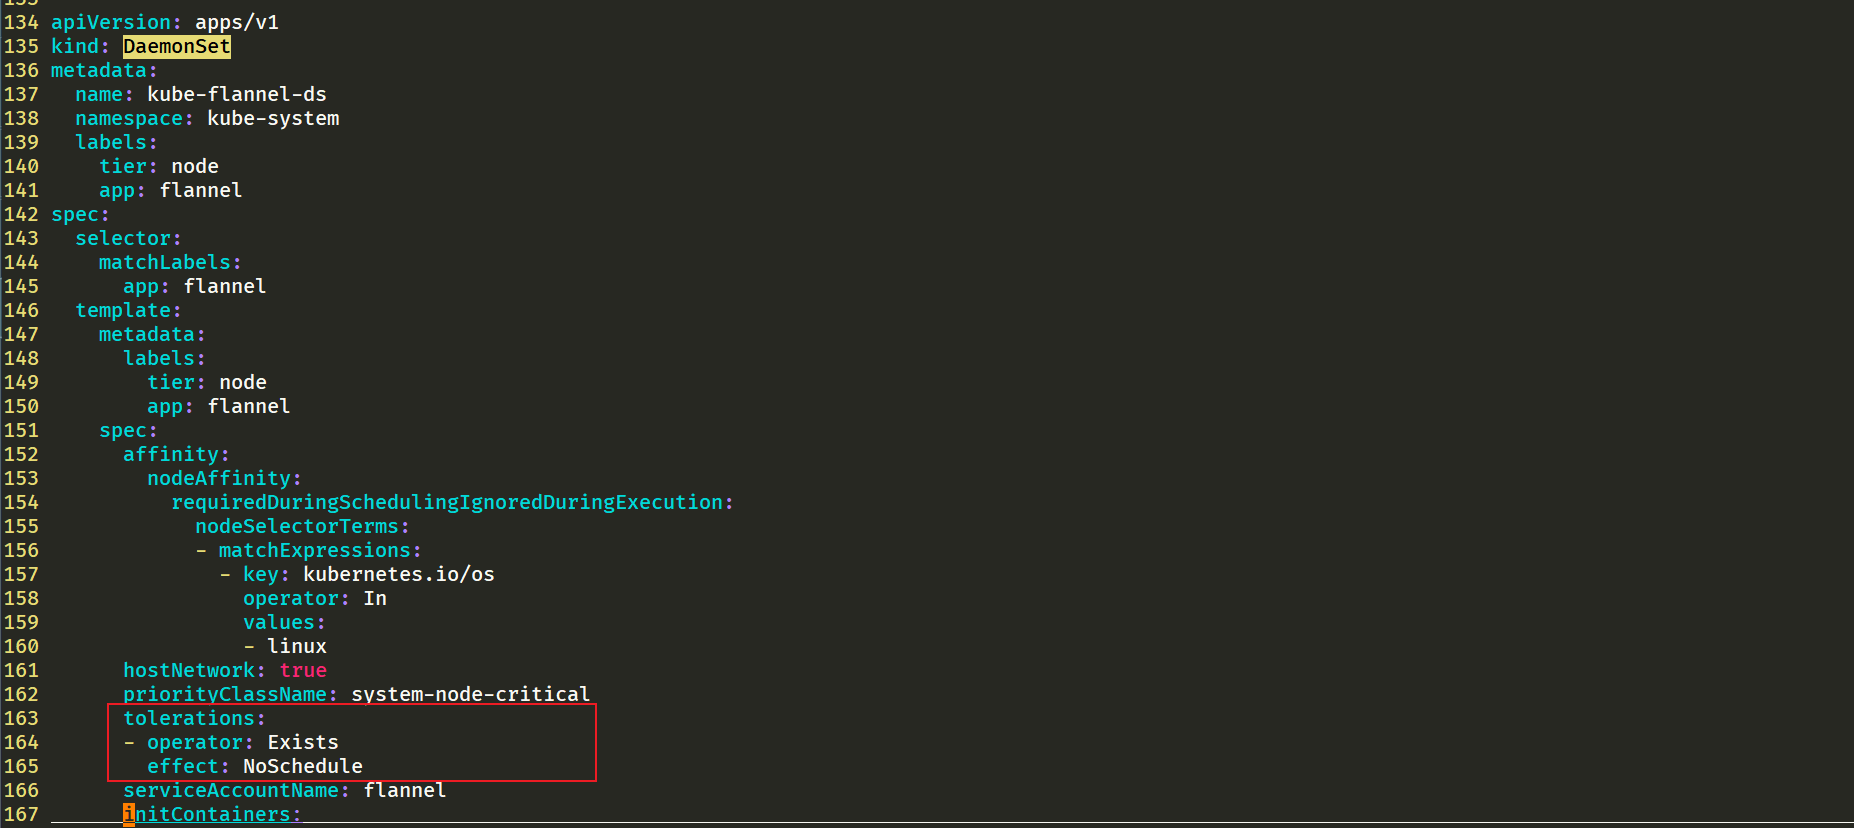 134 apiVersion: apps/v1
135 kind: DaemonSet
136 metadata:
137   name: kube-flannel-ds
138   namespace: kube-system
139   labels:
140     tier: node
141     app: flannel
142 spec:
143   selector:
144     matchLabels:
145       app: flannel
146   template:
147     metadata:
148       labels:
149         tier: node
150         app: flannel
151     spec:
152       affinity:
153         nodeAffinity:
154           requiredDuringSchedulingIgnoredDuringExecution:
155             nodeSelectorTerms:
156             - matchExpressions:
157               - key: kubernetes.io/os
158                 operator: In
159                 values:
160                 - linux
161       hostNetwork: true
162       priorityClassName: system-node-critical
163       tolerations:
164       - operator: Exists
165         effect: NoSchedule
166       serviceAccountName: flannel
167       initContainers: